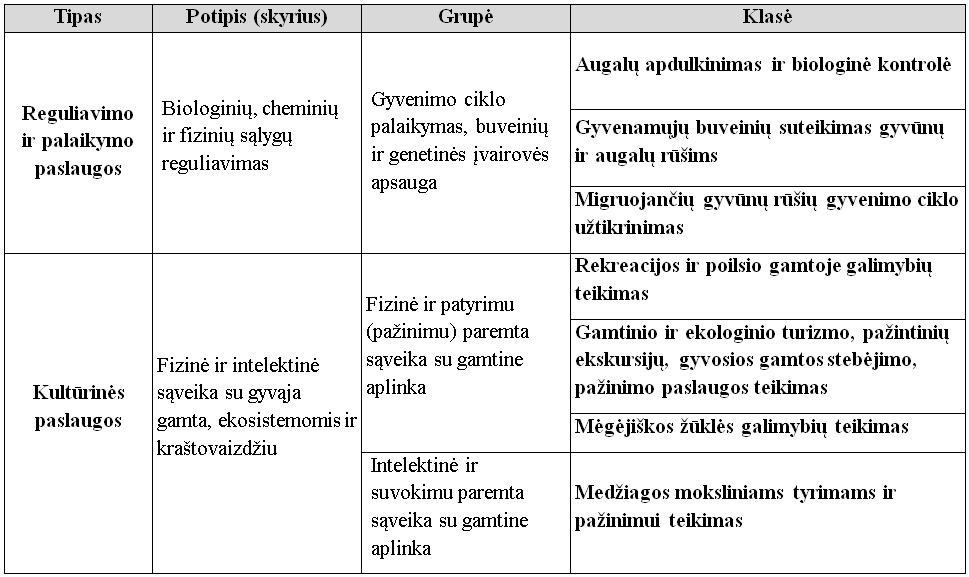 Tipas
Potipis (skyrius)
Grupė
Klasė
Reguliavimo
ir palaikymo
paslaugos
Biologinių, cheminių
ir fizinių sąlygų
reguliavimas
Gyvenimo ciklo
palaikymas, buveinių
ir genetinės įvairovės
apsauga
Augalų apdulkinimas ir biologinė kontrolė
Gyvenamųjų buveinių suteikimas gyvūnų
ir augalų rūšims
Migruojančių gyvūnų rūšių gyvenimo ciklo
užtikrinimas
Kultūrinės
paslaugos
Fizinė ir intelektinė
sąveika su gyvąja
gamta, ekosistemomis ir
kraštovaizdžiu
Fizinė ir patyrimu
(pažinimu) paremta
sąveika su gamtine
aplinka
Rekreacijos ir poilsio gamtoje galimybių
teikimas
Gamtinio ir ekologinio turizmo, pažintinių
ekskursijų, gyvosios gamtos stebėjimo,
pažinimo paslaugos teikimas
Mėgėjiškos žūklės galimybių teikimas
Intelektinė ir
suvokimu paremta
sąveika su gamtine
aplinka
Medžiagos moksliniams tyrimams ir
pažinimui teikimas